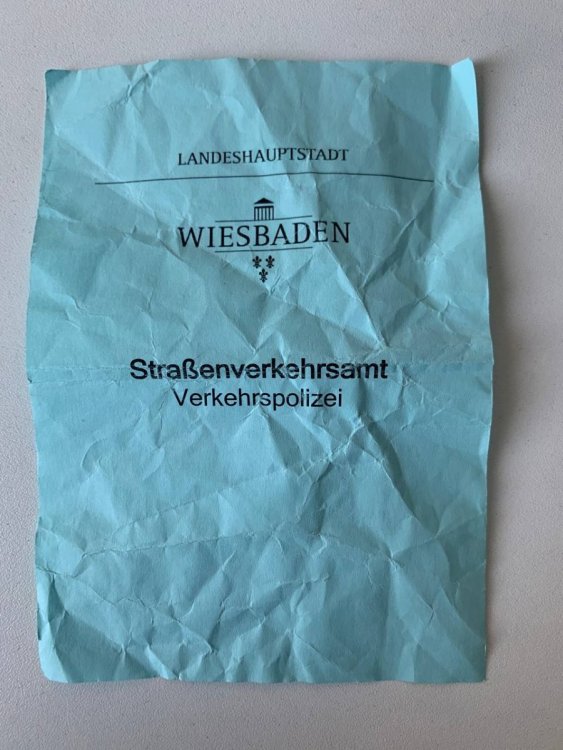 LANDESHAUPTSTADT
WIESBADEN
Straßenverkehrsamt
Verkehrspolizei